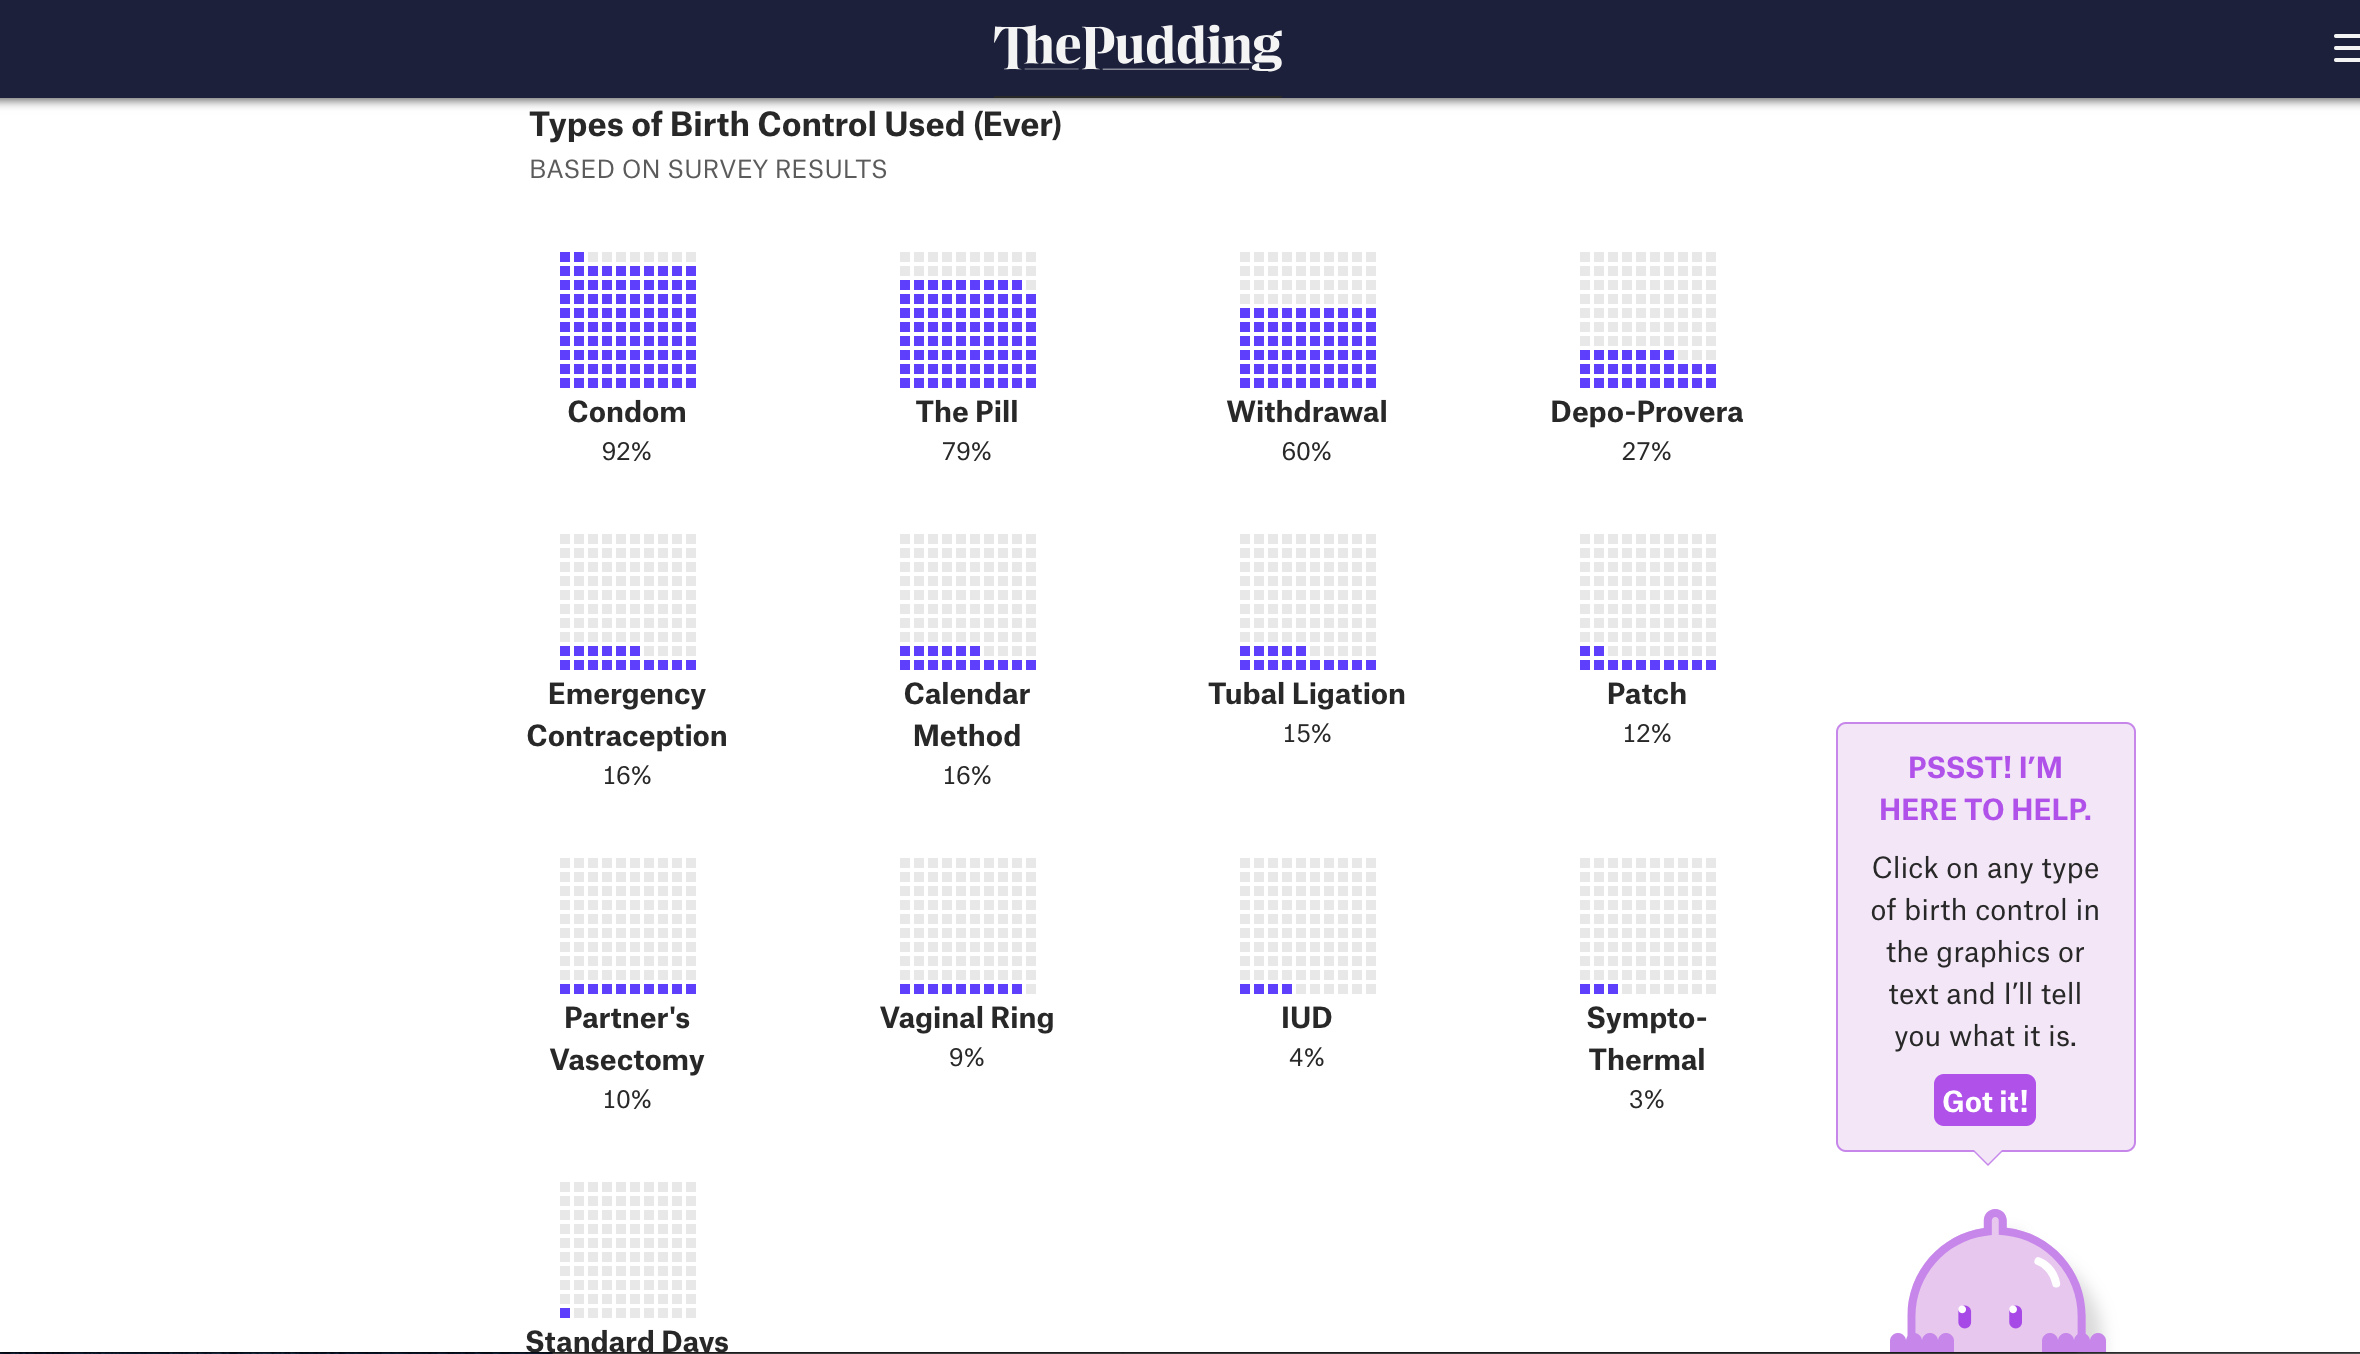 ThePudding
Types of Birth Control Used (Ever)
BASED ON SURVEY RESULTS
Condom
92%
The Pill
79%
Withdrawal
60%
Depo-Provera
27%
Emergency
Contraception
16%
Calendar
Method
16%
Tubal Ligation
15%
Patch
12%
Partner's
Vasectomy
10%
Vaginal Ring
9%
IUD
4%
Sympto-
Thermal
3%
Standard Days
PSSST! I’M
HERE TO HELP.
Click on any type
of birth control in
the graphics or
text and I’ll tell
you what it is.
Got it!